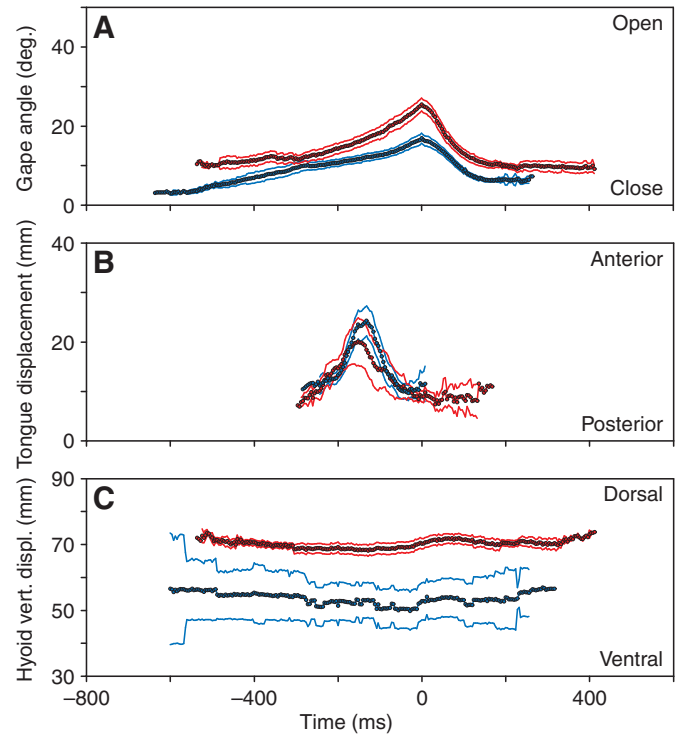 A
Open
Gape angle (deg.)
40
20
0
Close
B
Anterior
Tongue displacement (mm)
40
20
0
Posterior
C
Dorsal
Hyoid vert. displ. (mm)
90
70
50
30
Ventral
–800
–400
0
400
Time (ms)